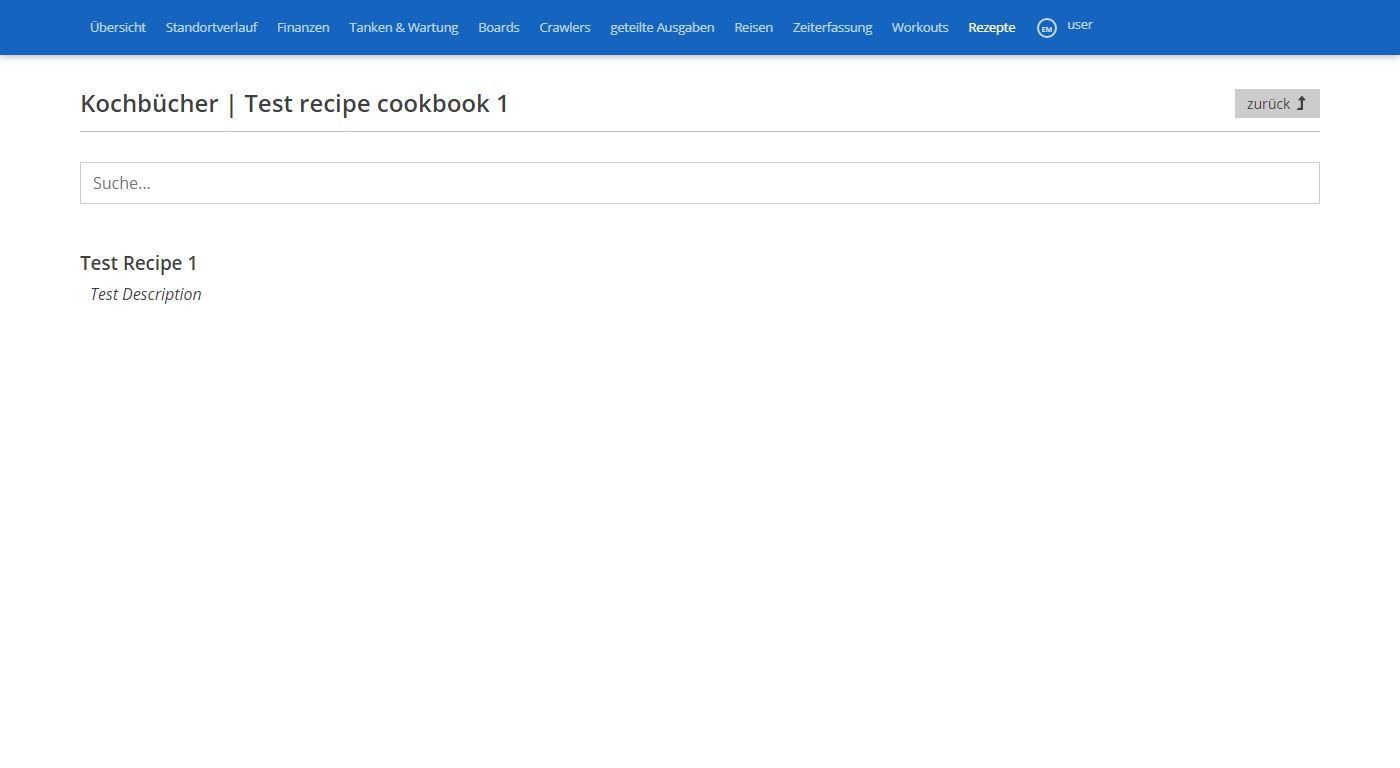 Übersicht Standortverlauf Finanzen Tanken & Wartung Boards Crawlers geteilte Ausgaben Reisen Zeiterfassung Workouts Rezepte EM user
Kochbücher | Test recipe cookbook 1 zurück
Suche...
Test Recipe 1
Test Description